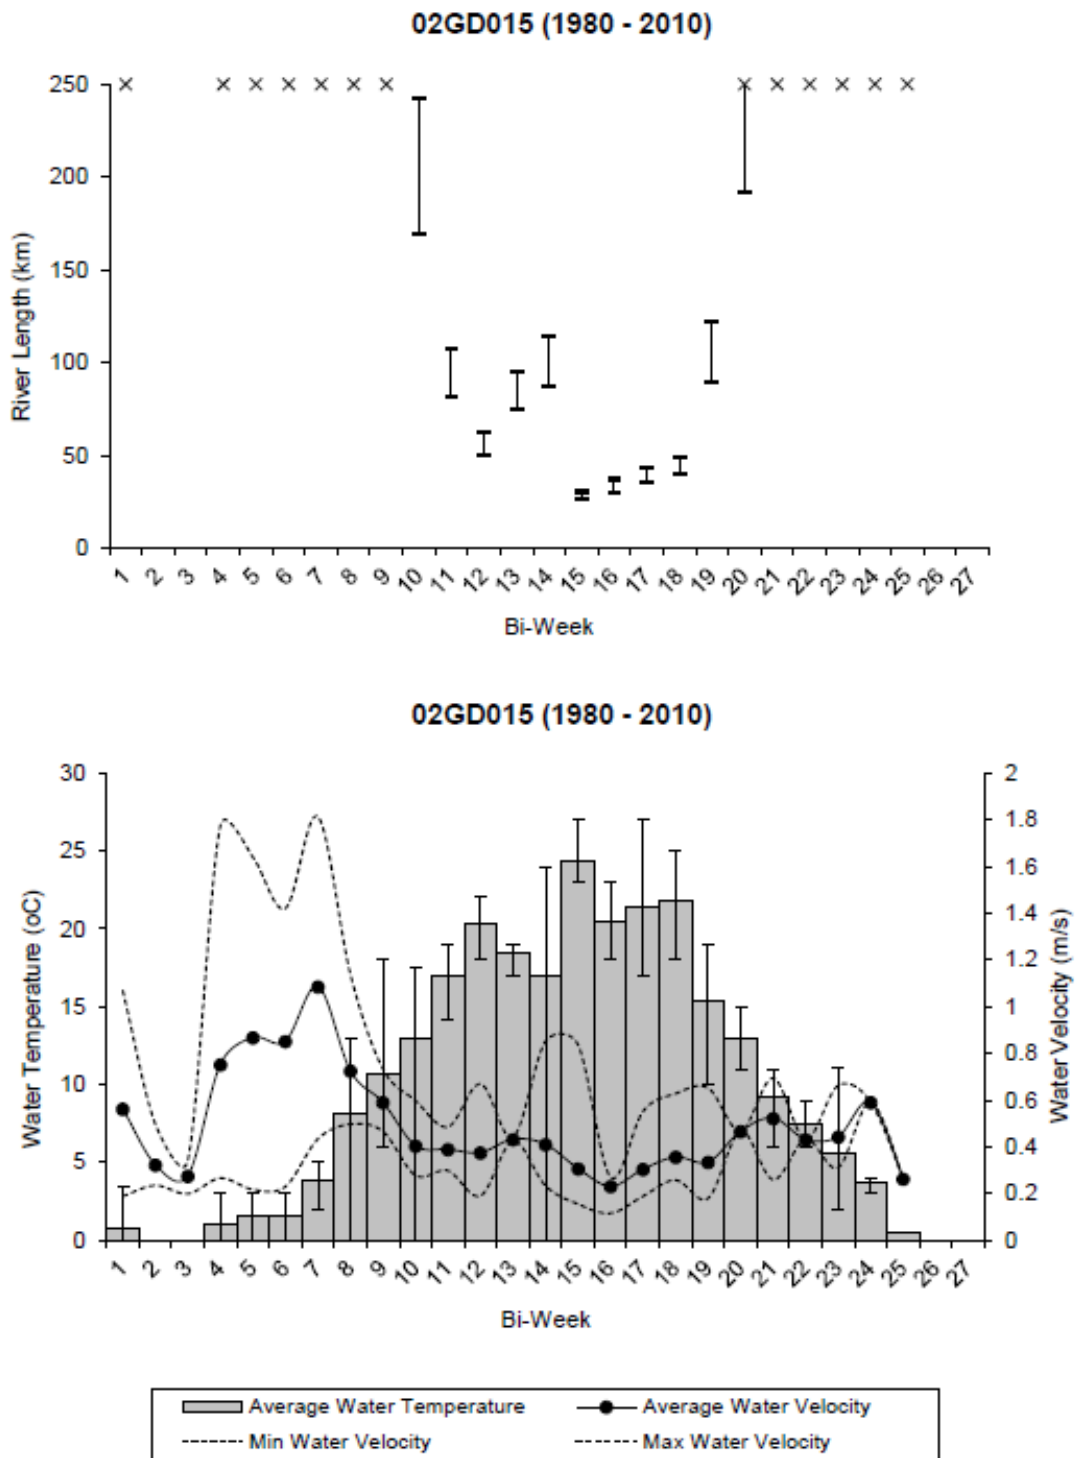 02GD015 (1980 - 2010)
250
200
150
100
50
0
River Length (km)
1 2 3 4 5 6 7 8 9 10 11 12 13 14 15 16 17 18 19 20 21 22 23 24 25 26 27
Bi-Week
02GD015 (1980 - 2010)
30
25
20
15
10
5
0
Water Temperature (oC)
2
1.8
1.6
1.4
1.2
1
0.8
0.6
0.4
0.2
0
Water Velocity (m/s)
1 2 3 4 5 6 7 8 9 10 11 12 13 14 15 16 17 18 19 20 21 22 23 24 25 26 27
Bi-Week
Average Water Temperature Average Water Velocity
Min Water Velocity Max Water Velocity